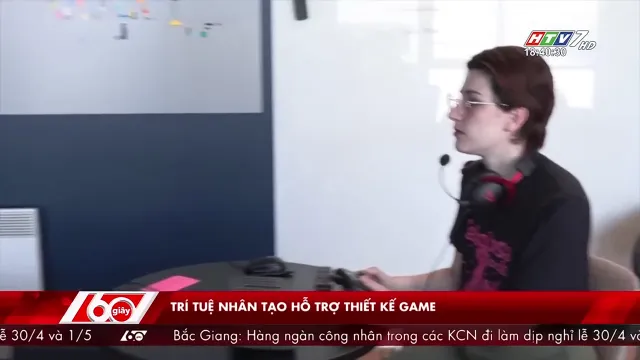 HTV7 HD
18:40:30
60 giây
TRÍ TUỆ NHÂN TẠO HỖ TRỢ THIẾT KẾ GAME
lễ 30/4 và 1/5 60 Bắc Giang: Hàng ngàn công nhân trong các KCN đi làm dịp nghỉ lễ 30/4 và